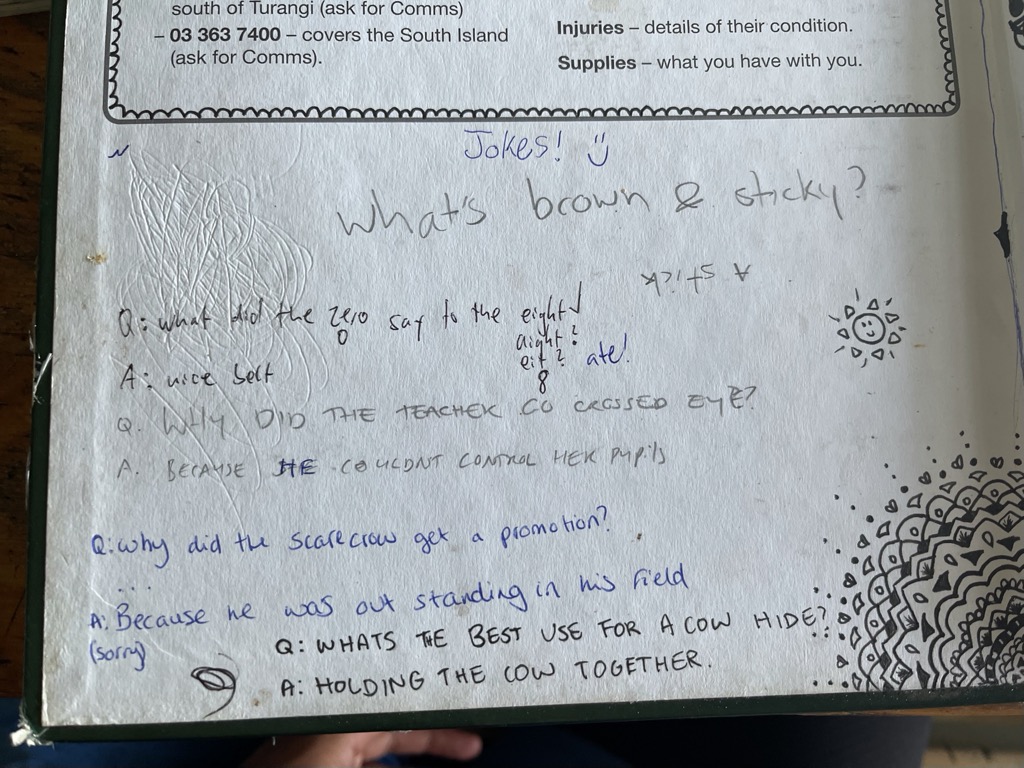 south of Turangi (ask for Comms)
– 03 363 7400 – covers the South Island
(ask for Comms).
Injuries – details of their condition.
Supplies – what you have with you.
Jokes!
What's brown & sticky?
A stick
Q: what did the zero say to the eight
0
aight?
eit? ate!
8
A: nice belt
Q. WHY DID THE TEACHER GO CROSSED EYE?
A. BECAUSE HE COULDNT CONTROL HER PUPILS
Q: why did the scarecrow get a promotion?
...
A: Because he was out standing in his field
(sorry)
Q: WHATS THE BEST USE FOR A COW HIDE?
A: HOLDING THE COW TOGETHER.